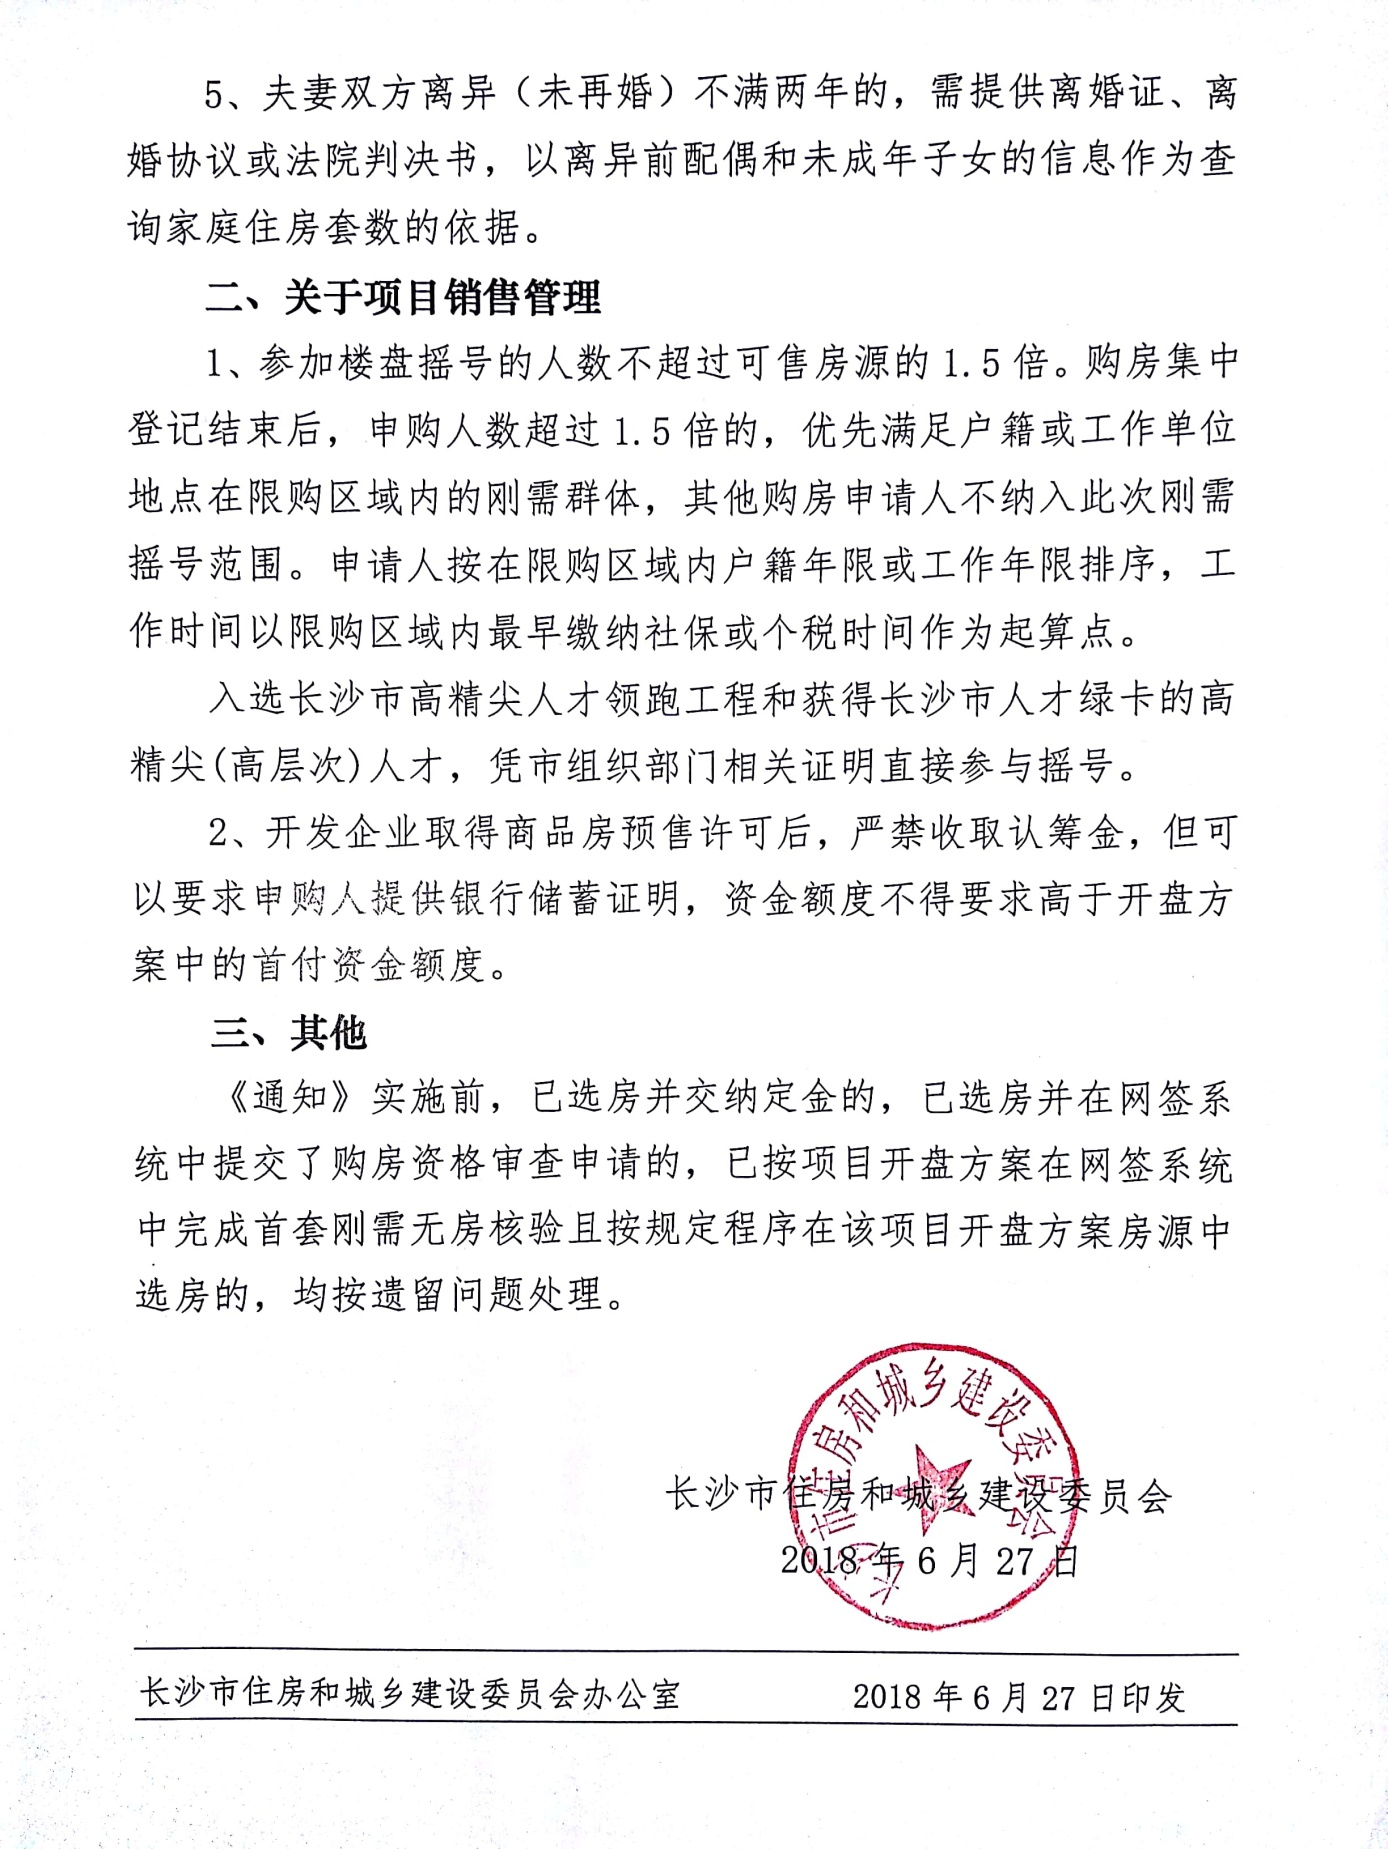 5、夫妻双方离异（未再婚）不满两年的，需提供离婚证、离
婚协议或法院判决书，以离异前配偶和未成年子女的信息作为查
询家庭住房套数的依据。
二、关于项目销售管理
1、参加楼盘摇号的人数不超过可售房源的1.5倍。购房集中
登记结束后，申购人数超过1.5倍的，优先满足户籍或工作单位
地点在限购区域内的刚需群体，其他购房申请人不纳入此次刚需
摇号范围。申请人按在限购区域内户籍年限或工作年限排序，工
作时间以限购区域内最早缴纳社保或个税时间作为起算点。
入选长沙市高精尖人才领跑工程和获得长沙市人才绿卡的高
精尖(高层次)人才，凭市组织部门相关证明直接参与摇号。
2、开发企业取得商品房预售许可后，严禁收取认筹金，但可
以要求申购人提供银行储蓄证明，资金额度不得要求高于开盘方
案中的首付资金额度。
三、其他
《通知》实施前，已选房并交纳定金的，已选房并在网签系
统中提交了购房资格审查申请的，已按项目开盘方案在网签系统
中完成首套刚需无房核验且按规定程序在该项目开盘方案房源中
选房的，均按遗留问题处理。
长沙市住房和城乡建设委员会
长沙市住房和城乡建设委员会
2018年6月27日
长沙市住房和城乡建设委员会办公室 2018年6月27日印发